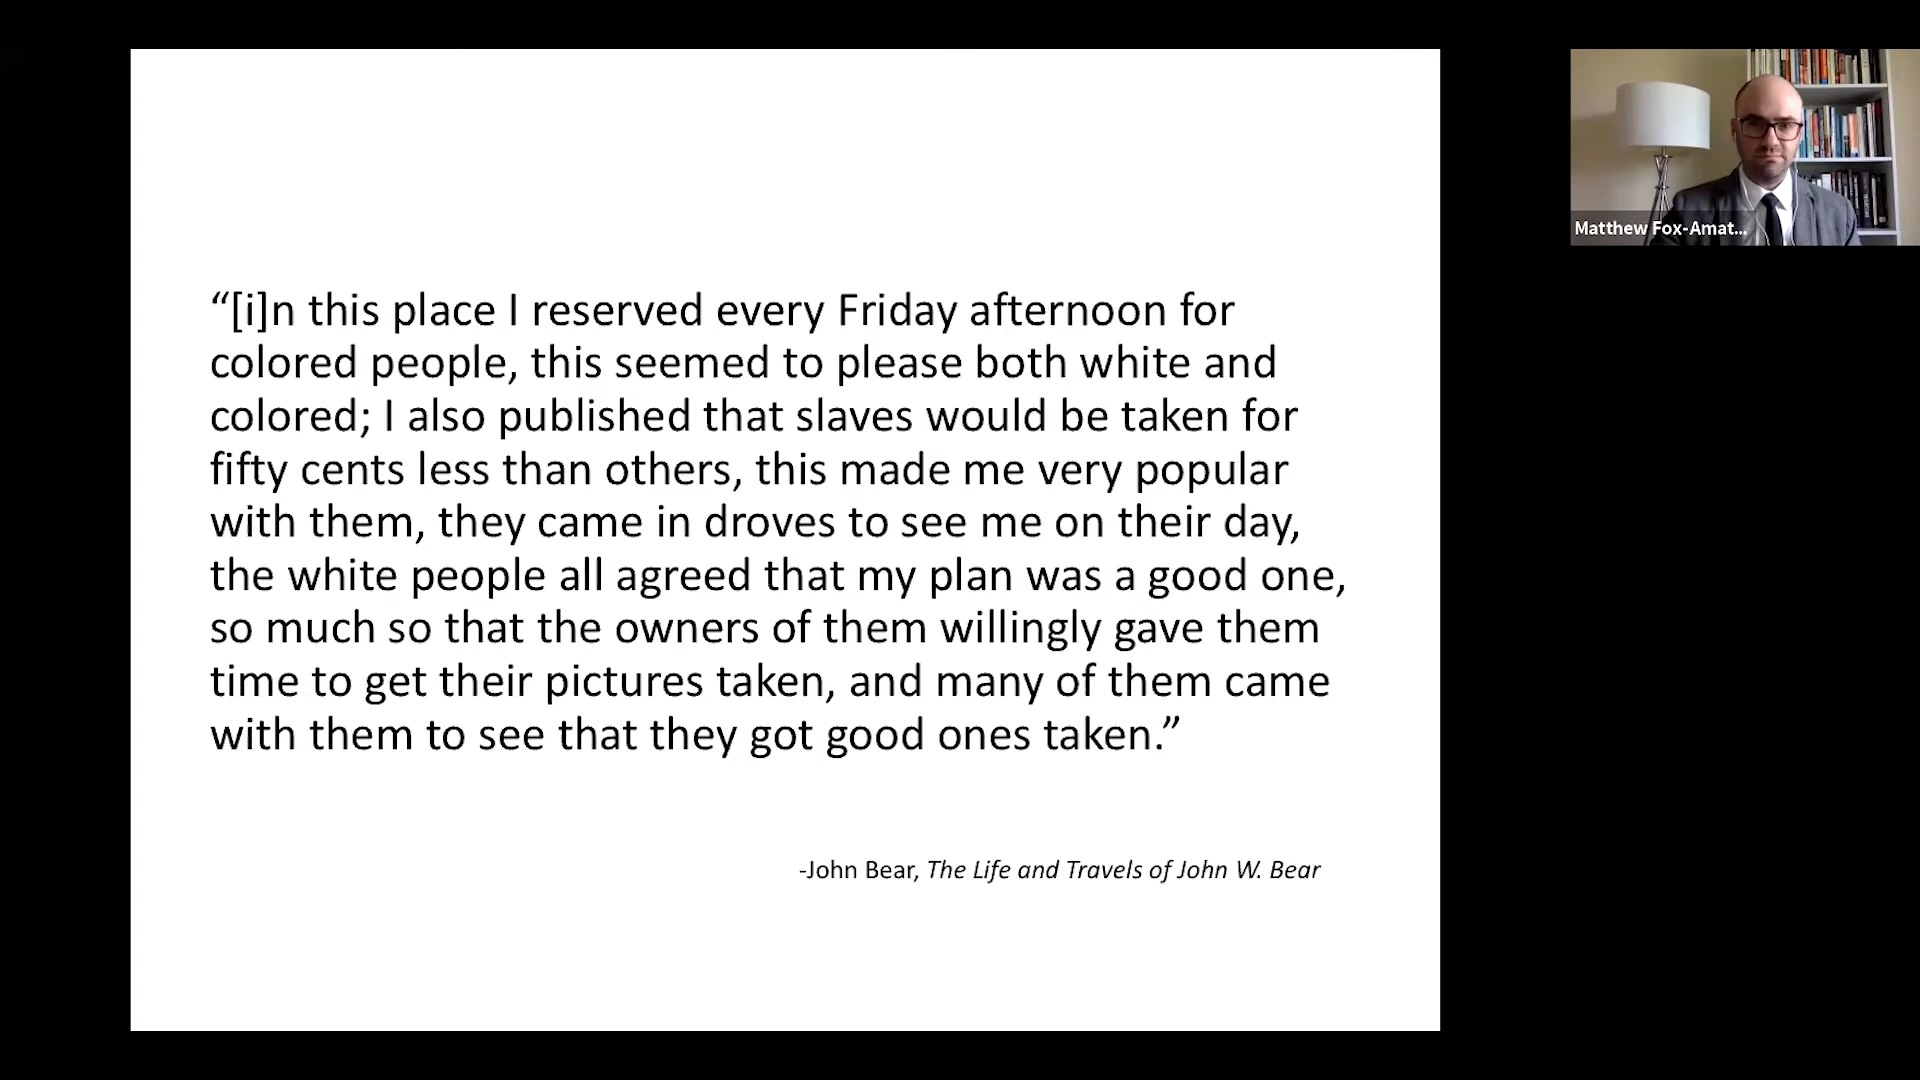 “[i]n this place I reserved every Friday afternoon for
colored people, this seemed to please both white and
colored; I also published that slaves would be taken for
fifty cents less than others, this made me very popular
with them, they came in droves to see me on their day,
the white people all agreed that my plan was a good one,
so much so that the owners of them willingly gave them
time to get their pictures taken, and many of them came
with them to see that they got good ones taken.”
-John Bear, The Life and Travels of John W. Bear
Matthew Fox-Amat...